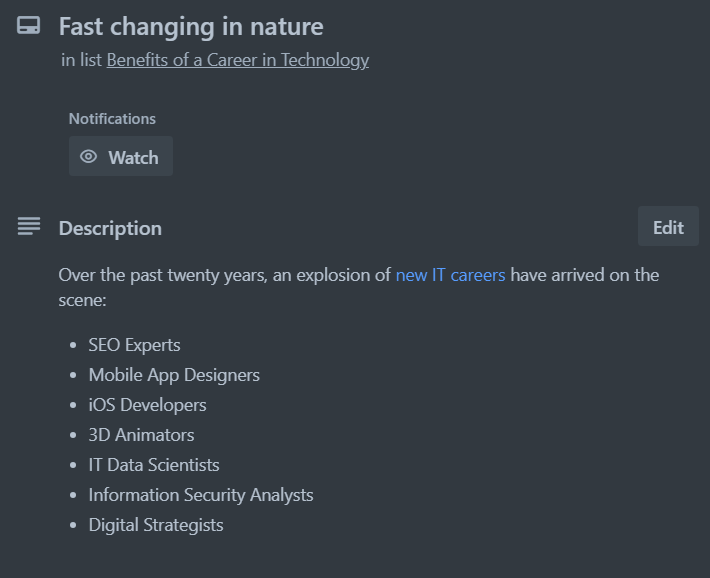 Fast changing in nature
in list Benefits of a Career in Technology
Notifications
Watch
Description
Edit
Over the past twenty years, an explosion of new IT careers have arrived on the
scene:
SEO Experts
Mobile App Designers
iOS Developers
3D Animators
IT Data Scientists
Information Security Analysts
Digital Strategists